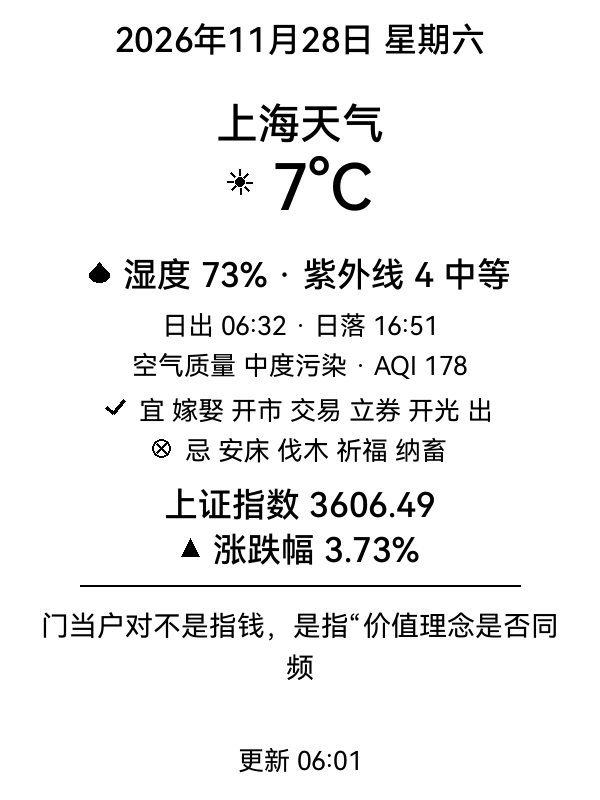 2026年11月28日 星期六
上海天气
7°C
湿度 73% · 紫外线 4 中等
日出 06:32 · 日落 16:51
空气质量 中度污染 · AQI 178
宜 嫁娶 开市 交易 立券 开光 出
忌 安床 伐木 祈福 纳畜
上证指数 3606.49
▲ 涨跌幅 3.73%
门当户对不是指钱，是指“价值理念是否同
频
更新 06:01